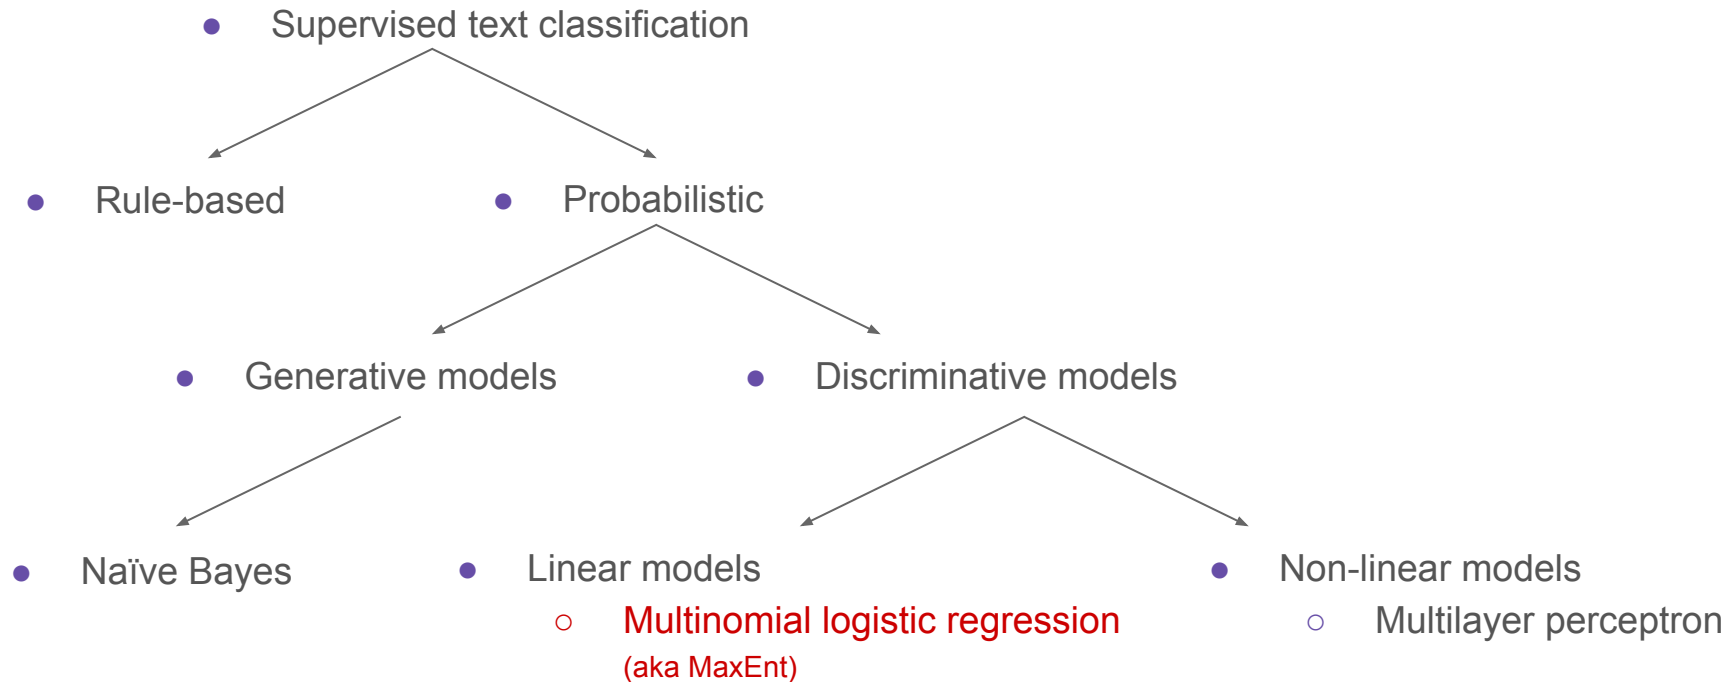 Supervised text classification
Rule-based
Probabilistic
Generative models
Discriminative models
Naïve Bayes
Linear models
Non-linear models
Multinomial logistic regression
Multilayer perceptron
(aka MaxEnt)